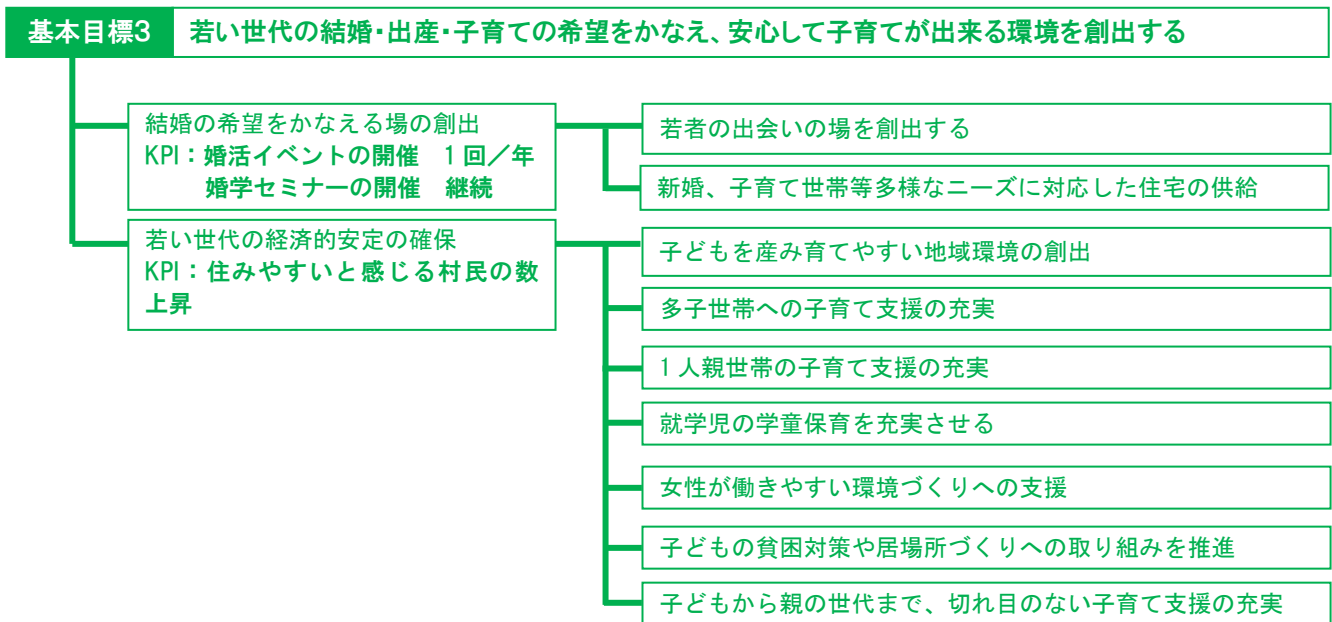 基本目標3　若い世代の結婚・出産・子育ての希望をかなえ、安心して子育てが出来る環境を創出する
結婚の希望をかなえる場の創出
KPI：婚活イベントの開催　1回／年
婚学セミナーの開催　継続
若者の出会いの場を創出する
新婚、子育て世帯等多様なニーズに対応した住宅の供給
若い世代の経済的安定の確保
KPI：住みやすいと感じる村民の数
上昇
子どもを産み育てやすい地域環境の創出
多子世帯への子育て支援の充実
1人親世帯の子育て支援の充実
就学児の学童保育を充実させる
女性が働きやすい環境づくりへの支援
子どもの貧困対策や居場所づくりへの取り組みを推進
子どもから親の世代まで、切れ目のない子育て支援の充実